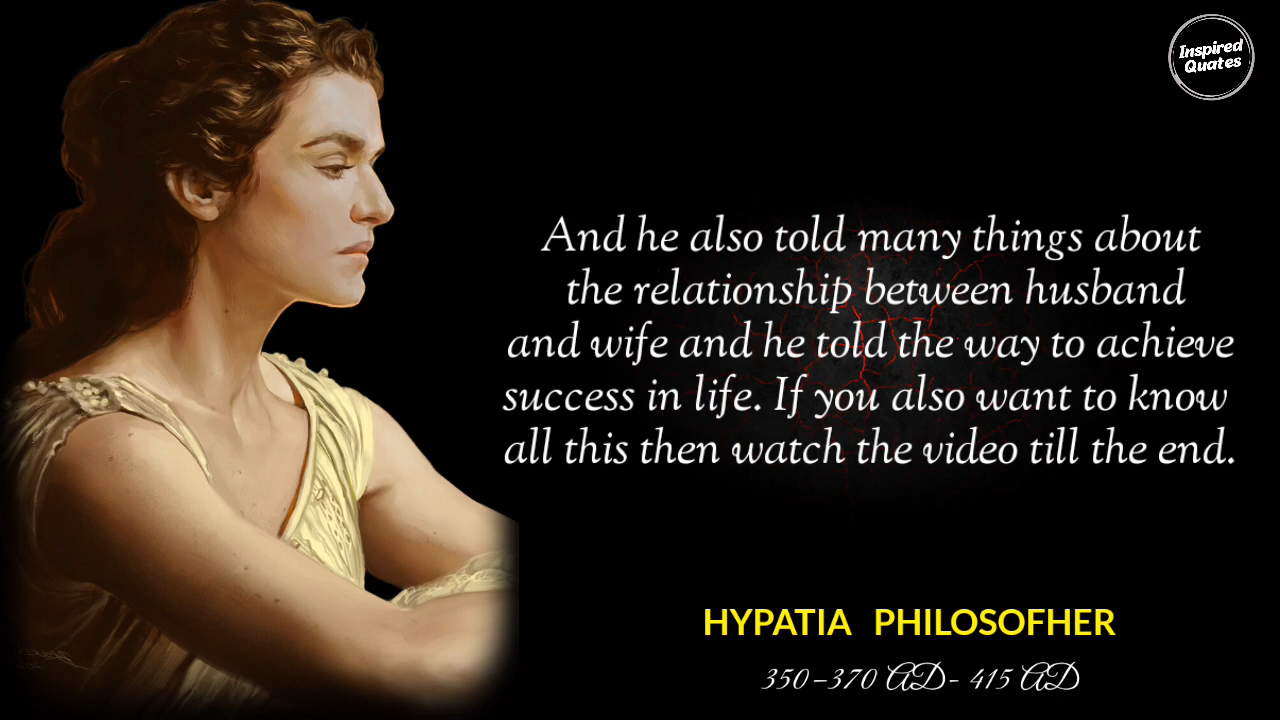 Inspired
Quates
And he also told many things about
the relationship between husband
and wife and he told the way to achieve
success in life. If you also want to know
all this then watch the video till the end.
HYPATIA PHILOSOFHER
350-370 AD- 415 AD